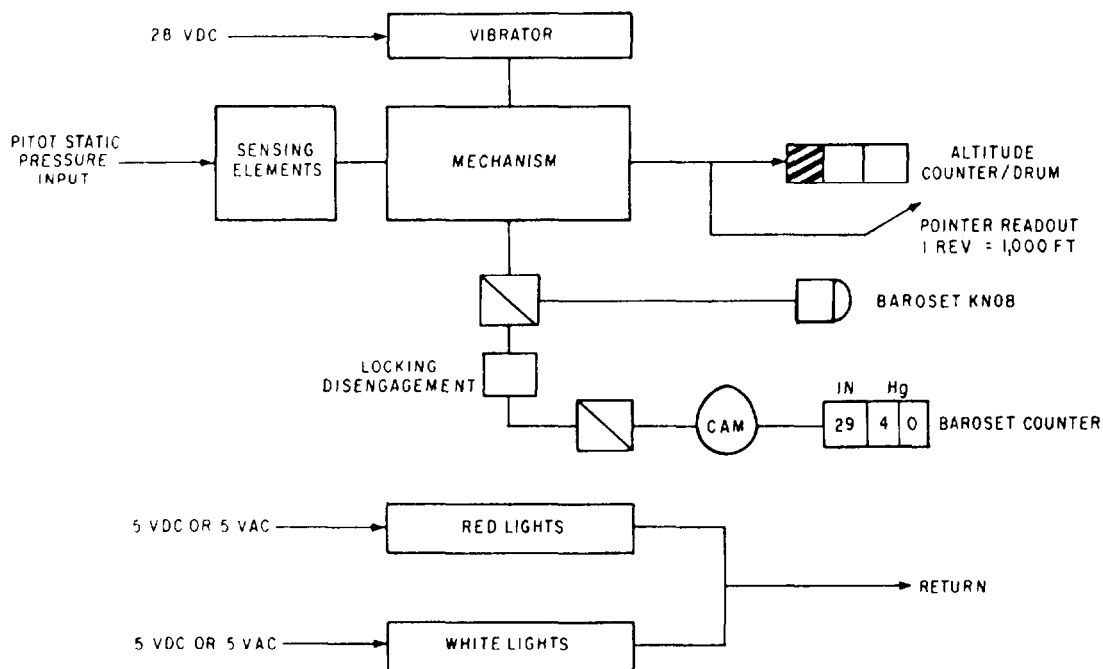 28 VDC
VIBRATOR
PITOT STATIC
PRESSURE
INPUT
SENSING
ELEMENTS
MECHANISM
ALTITUDE
COUNTER/DRUM
POINTER READOUT
1 REV = 1,000 FT
BAROSET KNOB
LOCKING
DISENGAGEMENT
CAM
IN Hg
29 4 0
BAROSET COUNTER
5 VDC OR 5 VAC
RED LIGHTS
RETURN
5 VDC OR 5 VAC
WHITE LIGHTS